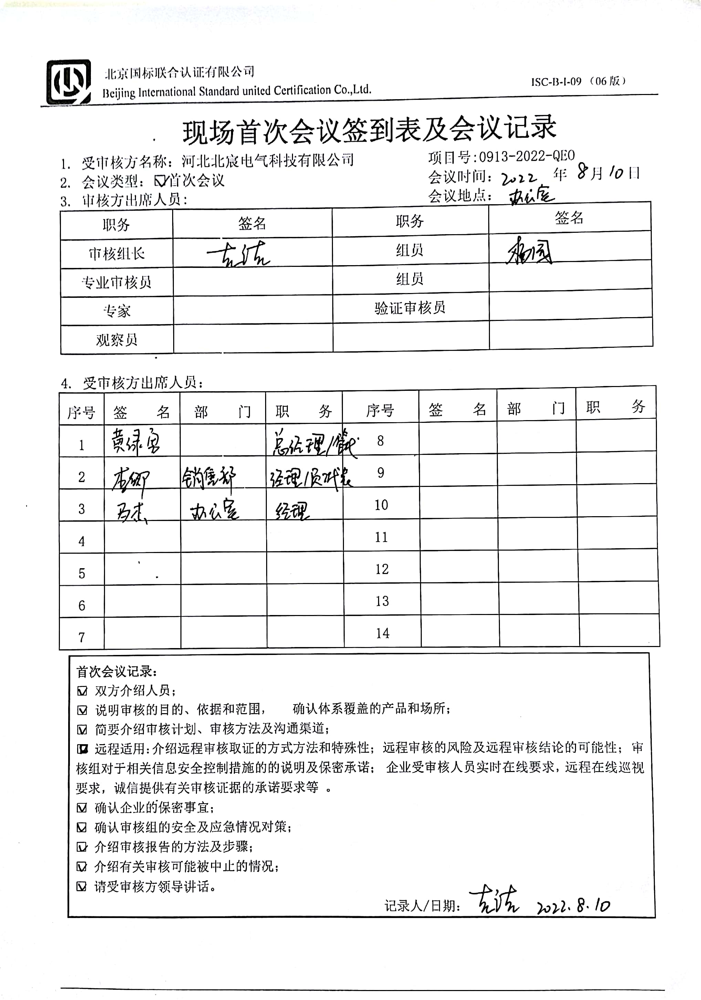 北京国标联合认证有限公司
Beijing International Standard united Certification Co.,Ltd.
ISC-B-I-09（06版）
现场首次会议签到表及会议记录
1. 受审核方名称：河北北宸电气科技有限公司 项目号:0913-2022-QEO
2. 会议类型：☑首次会议 会议时间：2022 年 8月10日
3. 审核方出席人员： 会议地点：办公室
职务 签名 职务 签名
审核组长 组员
专业审核员 组员
专家 验证审核员
观察员
4. 受审核方出席人员：
序号 签 名 部 门 职 务 序号 签 名 部 门 职 务
1 黄绿勇 总经理/管代 8
2 销售部 经理/员工代表 9
3 马杰 办公室 经理 10
4 11
5 12
6 13
7 14
首次会议记录：
☑ 双方介绍人员；
☑ 说明审核的目的、依据和范围， 确认体系覆盖的产品和场所；
☑ 简要介绍审核计划、审核方法及沟通渠道；
远程适用：介绍远程审核取证的方式方法和特殊性；远程审核的风险及远程审核结论的可能性；审
核组对于相关信息安全控制措施的的说明及保密承诺；企业受审核人员实时在线要求，远程在线巡视
要求，诚信提供有关审核证据的承诺要求等 。
☑ 确认企业的保密事宜；
☑ 确认审核组的安全及应急情况对策；
☑ 介绍审核报告的方法及步骤；
☑ 介绍有关审核可能被中止的情况；
☑ 请受审核方领导讲话。
记录人/日期： 2022.8.10